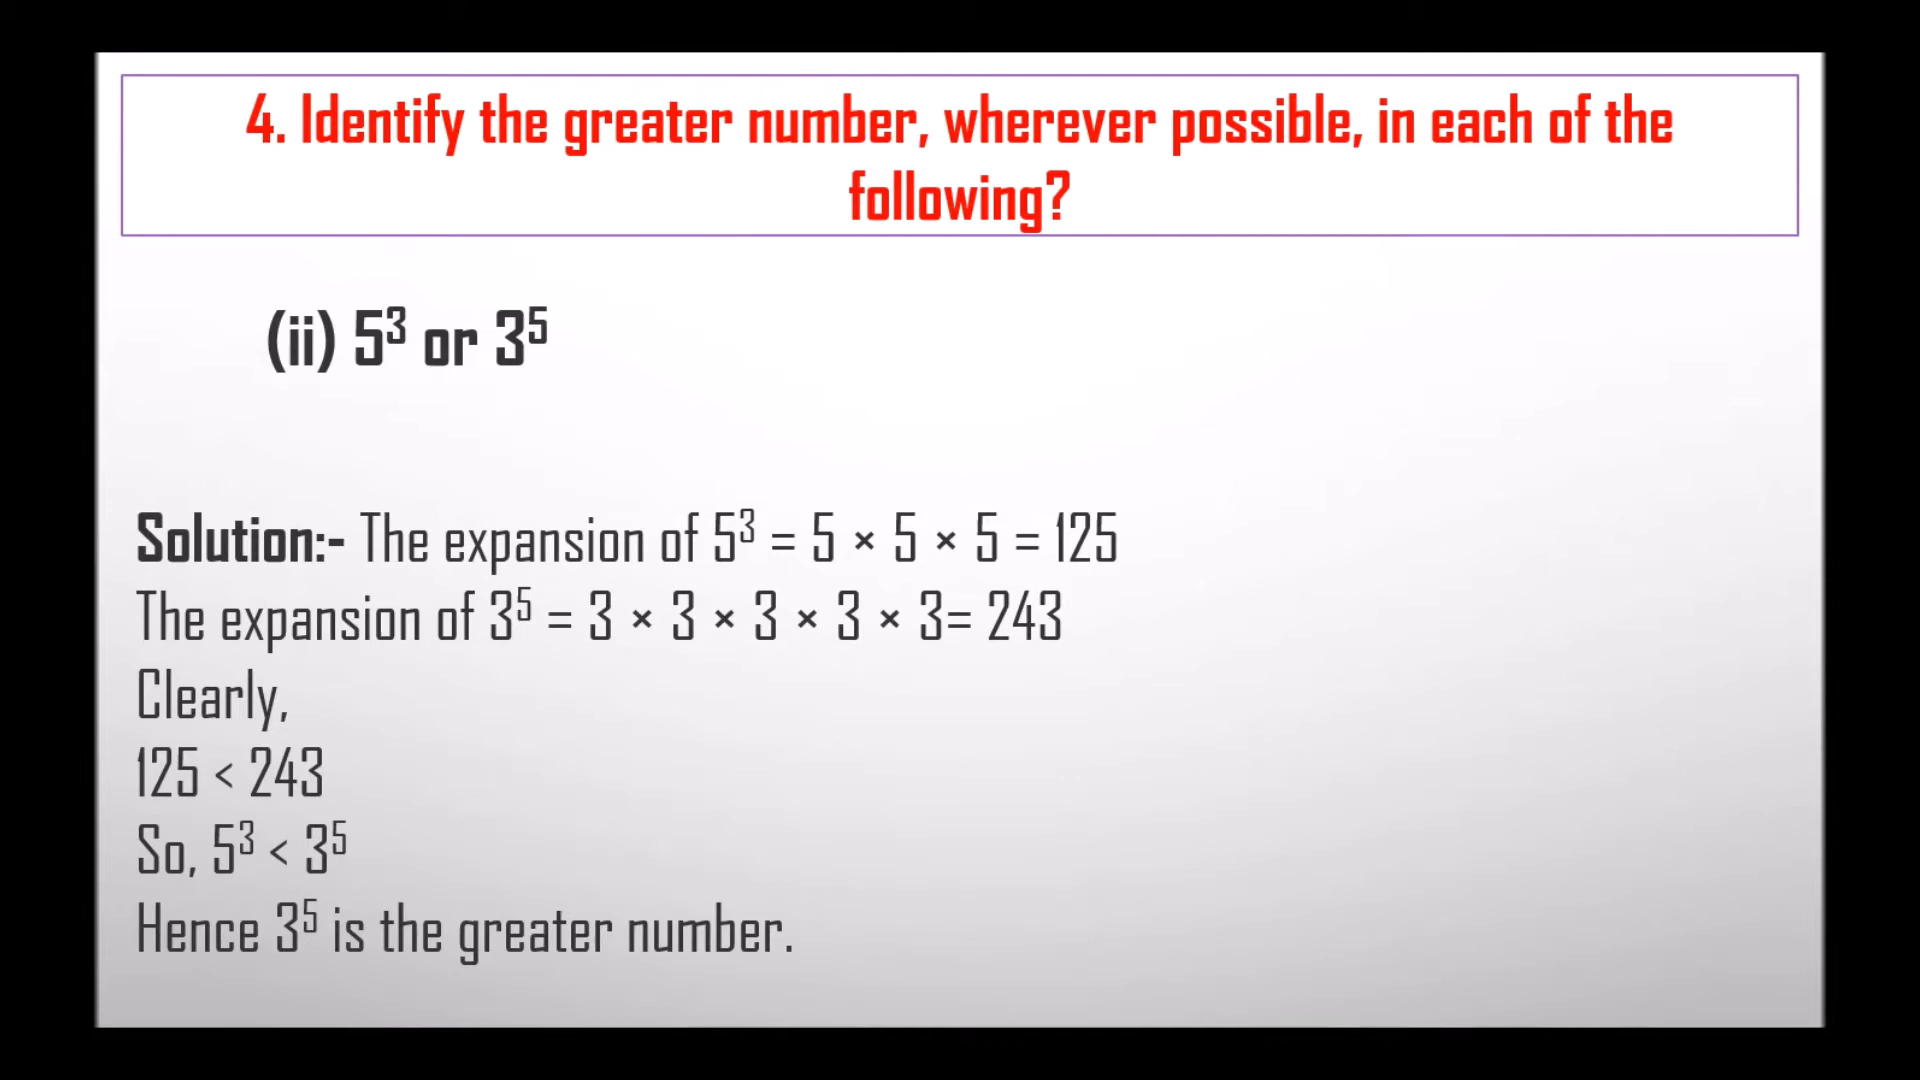 4. Identify the greater number, wherever possible, in each of the
following?
(ii) 5³ or 3⁵
Solution:- The expansion of 5³ = 5 × 5 × 5 = 125
The expansion of 3⁵ = 3 × 3 × 3 × 3 × 3= 243
Clearly,
125 < 243
So, 5³ < 3⁵
Hence 3⁵ is the greater number.